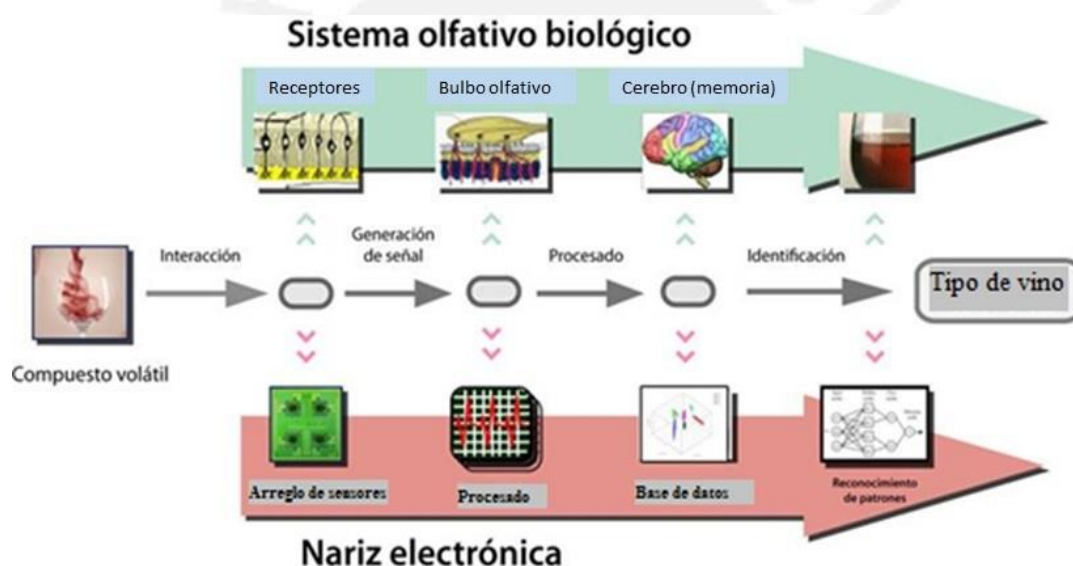 Sistema olfativo biológico
Receptores
Bulbo olfativo
Cerebro (memoria)
Interacción
Generación
de señal
Procesado
Identificación
Tipo de vino
Compuesto volátil
Arreglo de sensores
Procesado
Base de datos
Reconocimiento
de patrones
Nariz electrónica